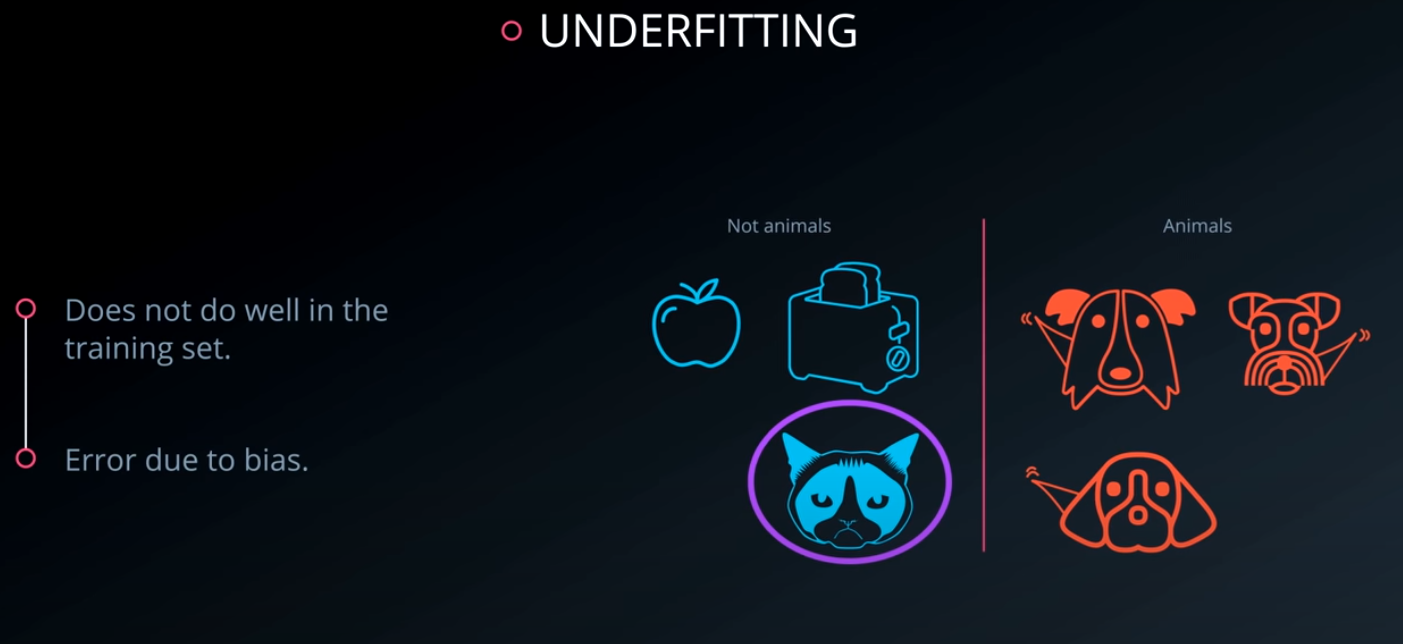 UNDERFITTING
Does not do well in the
training set.
Error due to bias.
Not animals
Animals